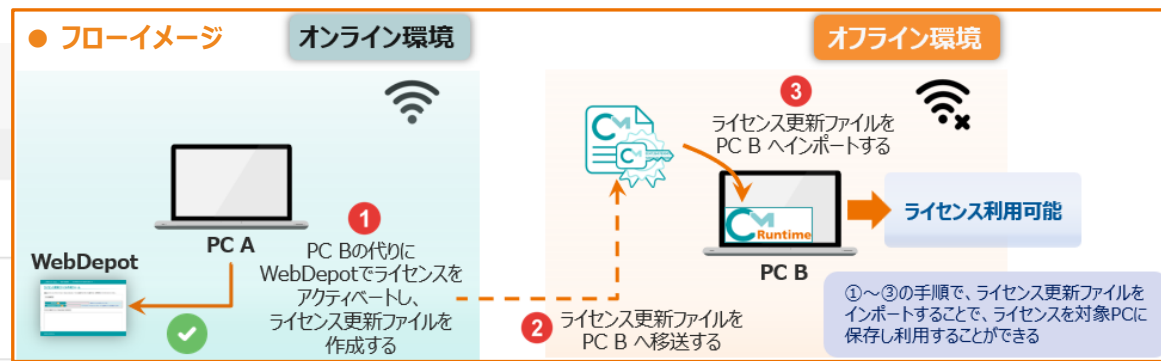 ● フローイメージ
オンライン環境
オフライン環境
PC A
WebDepot
1
PC Bの代りに
WebDepotでライセンスを
アクティベートし、
ライセンス更新ファイルを
作成する
2
ライセンス更新ファイルを
PC B へ移送する
CM
CM
3
ライセンス更新ファイルを
PC B へインポートする
CM
Runtime
PC B
ライセンス利用可能
①～③の手順で、ライセンス更新ファイルを
インポートすることで、ライセンスを対象PCに
保存し利用することができる